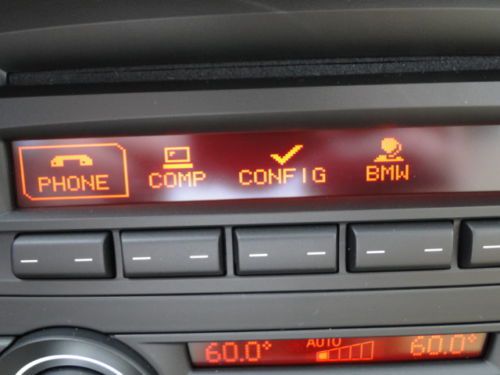 PHONE COMP CONFIG BMW
AUTO
60.0° 60.0°